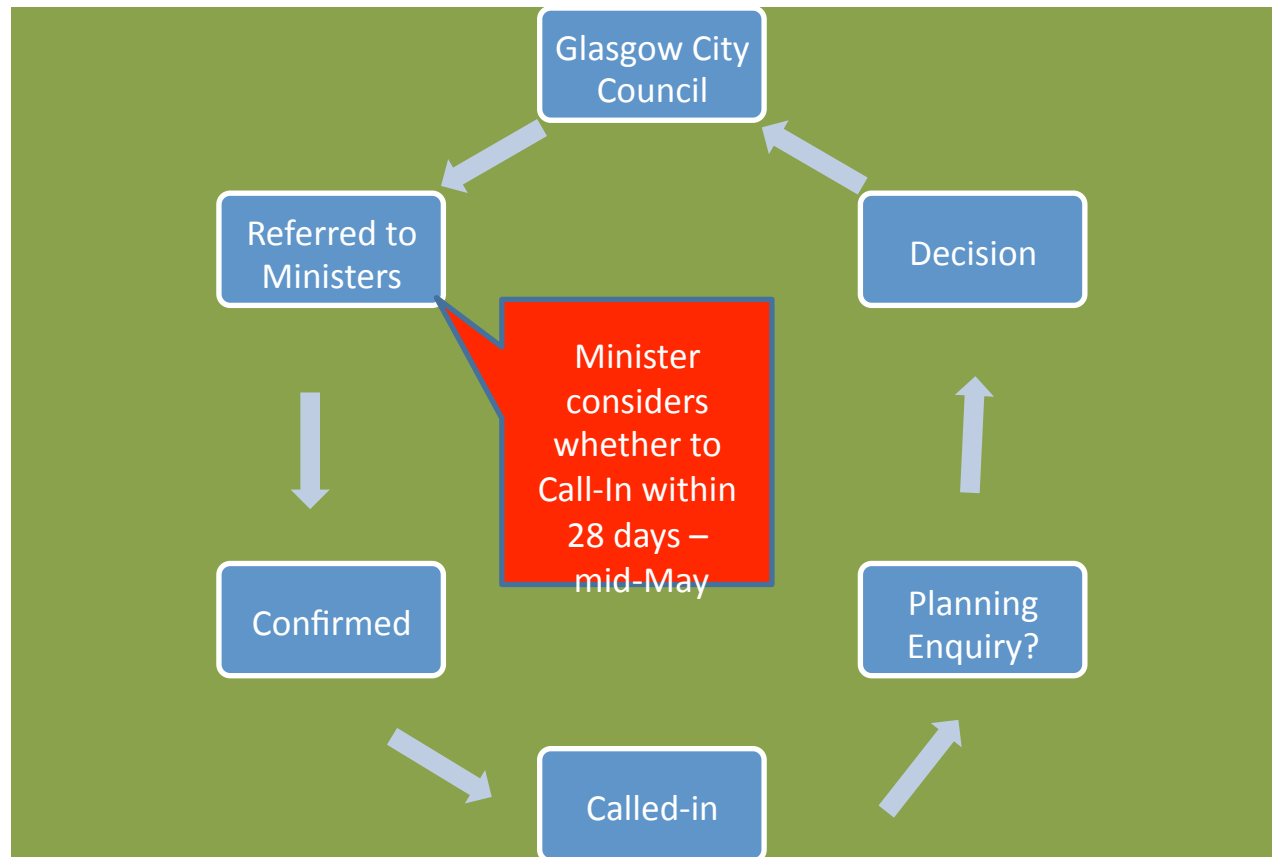 Glasgow City
Council
Referred to
Ministers
Decision
Minister
considers
whether to
Call-In within
28 days –
mid-May
Confirmed
Planning
Enquiry?
Called-in